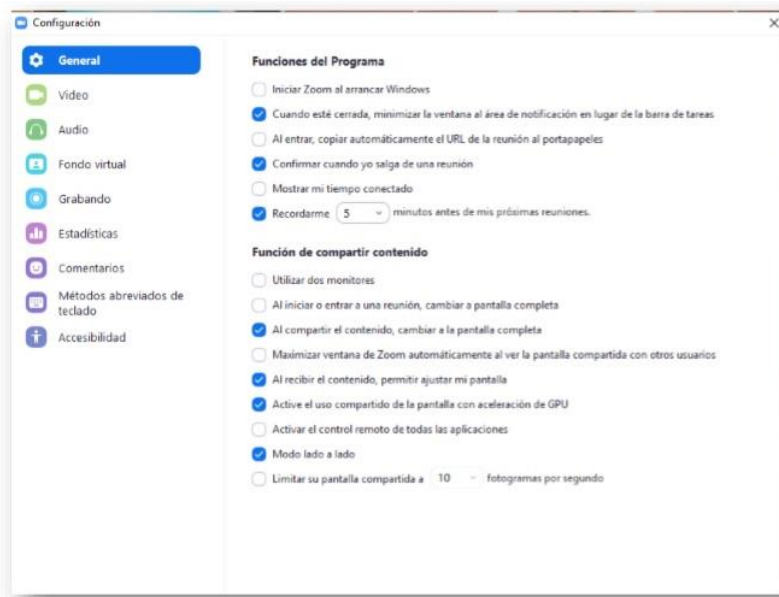 Configuración
General
Video
Audio
Fondo virtual
Grabando
Estadísticas
Comentarios
Métodos abreviados de
teclado
Accesibilidad
Funciones del Programa
Iniciar Zoom al arrancar Windows
Cuando esté cerrada, minimizar la ventana al área de notificación en lugar de la barra de tareas
Al entrar, copiar automáticamente el URL de la reunión al portapapeles
Confirmar cuando yo salga de una reunión
Mostrar mi tiempo conectado
Recordarme 5 minutos antes de mis próximas reuniones.
Función de compartir contenido
Utilizar dos monitores
Al iniciar o entrar a una reunión, cambiar a pantalla completa
Al compartir el contenido, cambiar a la pantalla completa
Maximizar ventana de Zoom automáticamente al ver la pantalla compartida con otros usuarios
Al recibir el contenido, permitir ajustar mi pantalla
Active el uso compartido de la pantalla con aceleración de GPU
Activar el control remoto de todas las aplicaciones
Modo lado a lado
Limitar su pantalla compartida a 10 fotogramas por segundo